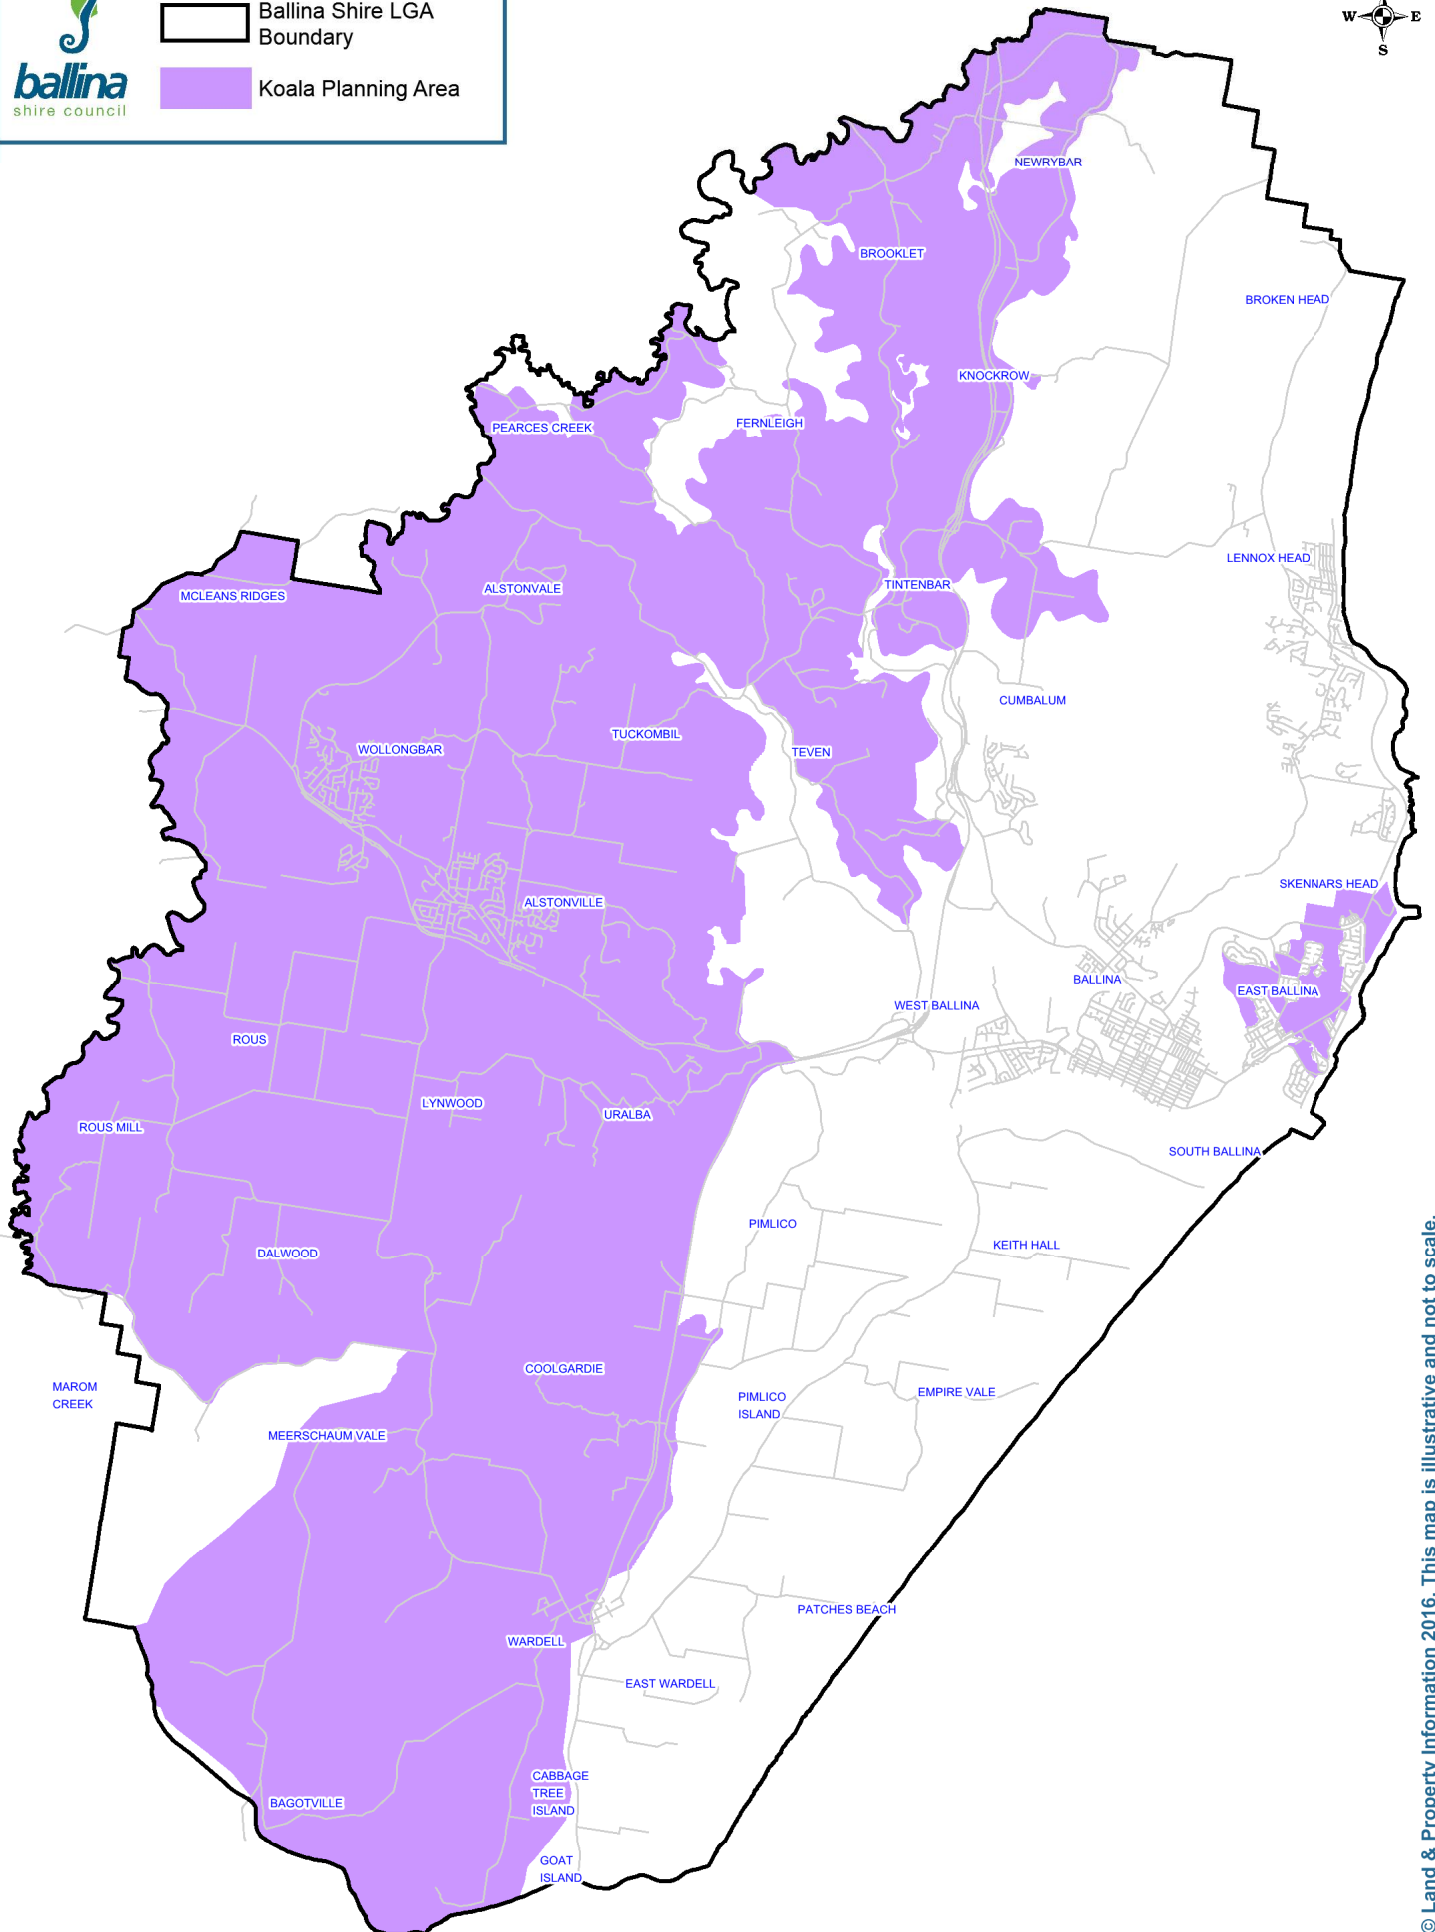 Ballina Shire LGA
Boundary
ballina
shire council
Koala Planning Area
W
E
S
NEWRYBAR
BROOKLET
BROKEN HEAD
KNOCKROW
PEARCES CREEK
FERNLEIGH
LENNOX HEAD
MCLEANS RIDGES
ALSTONVALE
TINTENBAR
CUMBALUM
TUCKOMBIL
WOLLONGBAR
TEVEN
SKENNARS HEAD
ALSTONVILLE
BALLINA
EAST BALLINA
WEST BALLINA
ROUS
LYNWOOD
URALBA
ROUS MILL
SOUTH BALLINA
PIMLICO
KEITH HALL
DALWOOD
COOLGARDIE
MAROM
CREEK
PIMLICO
ISLAND
EMPIRE VALE
MEERSCHAUM VALE
PATCHES BEACH
WARDELL
EAST WARDELL
CABBAGE
TREE
ISLAND
BAGOTVILLE
GOAT
ISLAND
© Land & Property Information 2016. This map is illustrative and not to scale.